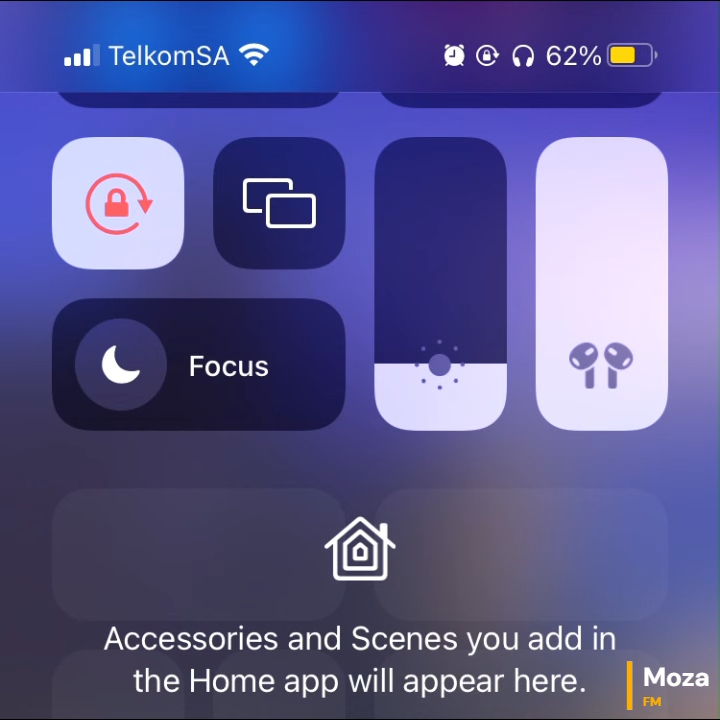 TelkomSA 62%
Focus
Accessories and Scenes you add in
the Home app will appear here.
Moza
FM